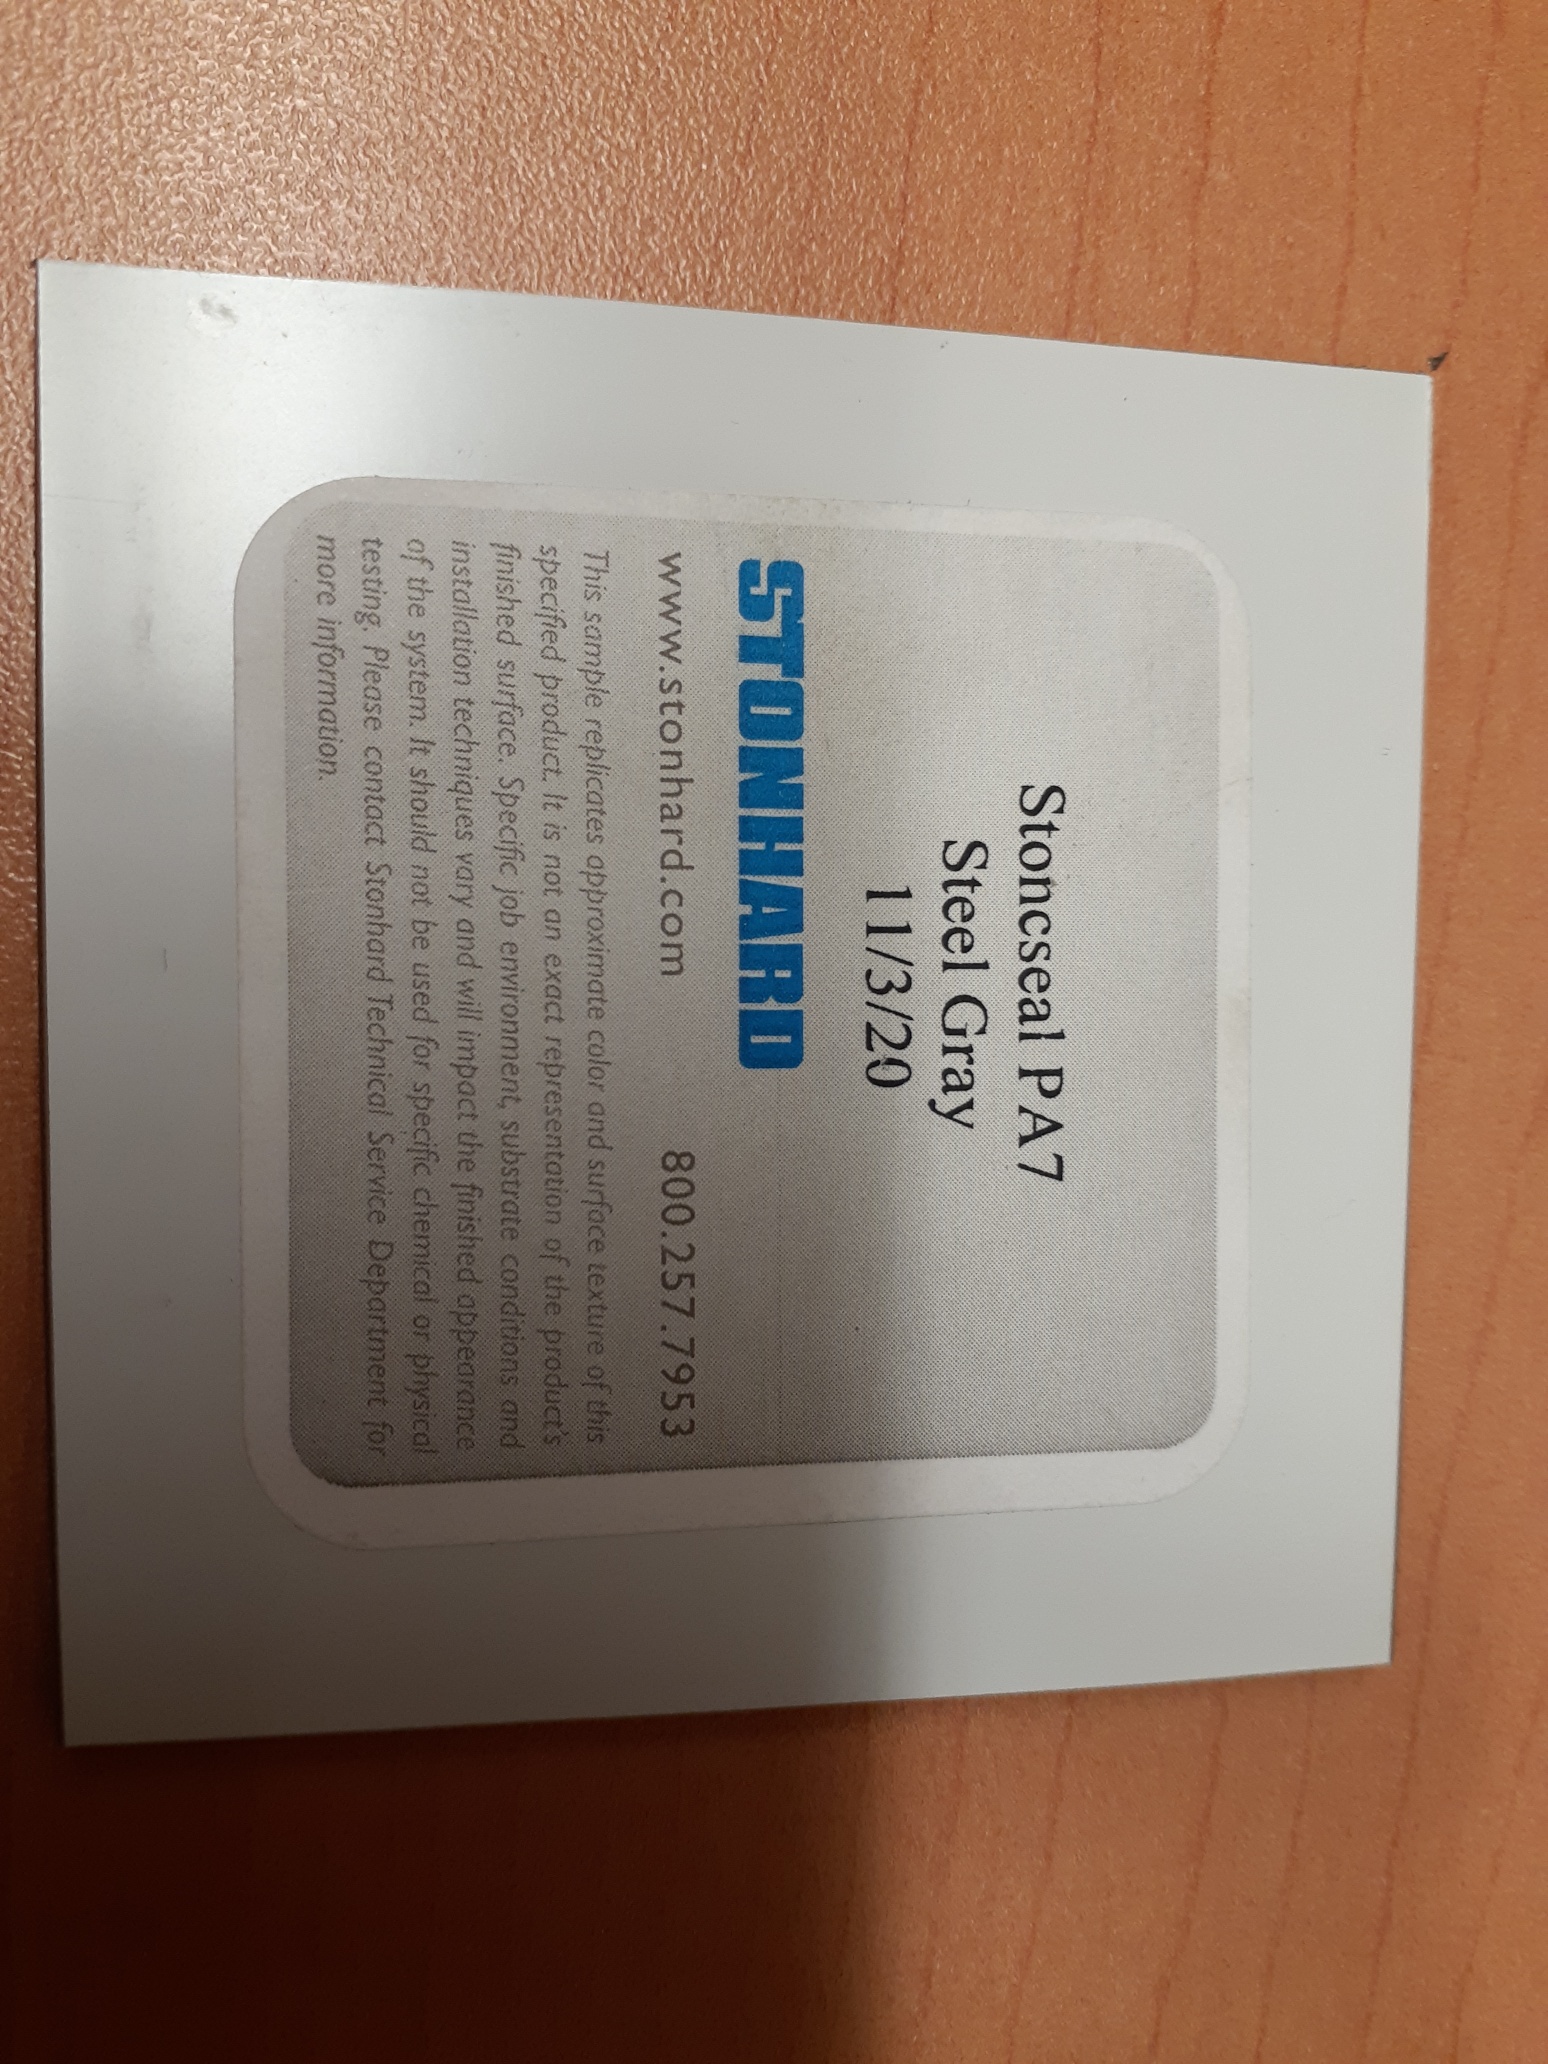 Stoncseal PA7
Steel Gray
11/3/20
STONHARD
www.stonhard.com 800.257.7953
This sample replicates approximate color and surface texture of this
specified product. It is not an exact representation of the product's
finished surface. Specific job environment, substrate conditions and
installation techniques vary and will impact the finished appearance
of the system. It should not be used for specific chemical or physical
testing. Please contact Stonhard Technical Service Department for
more information.